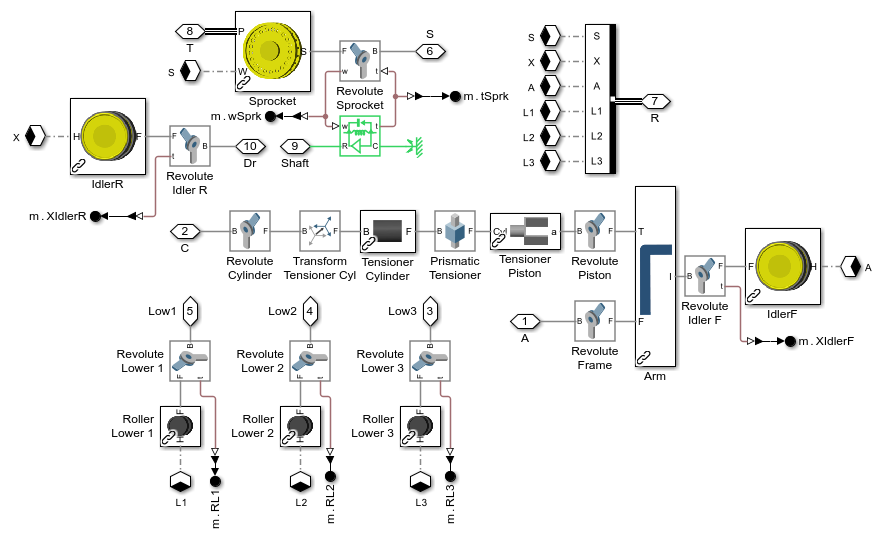 8
T
P
S
W
S
Sprocket
F
B
w
t
Revolute
Sprocket
S
6
m.tSprk
m.wSprk
w
t
R
C
9
Shaft
S
X
A
L1
L2
L3
S
X
A
L1
L2
L3
7
R
X
H
F
IdlerR
F
B
t
Revolute
Idler R
10
Dr
m.XIdlerR
2
C
B
F
Revolute
Cylinder
B
F
Transform
Tensioner Cyl
B
F
Tensioner
Cylinder
B
F
Prismatic
Tensioner
Cyl
a
Tensioner
Piston
B
F
Revolute
Piston
T
I
F
Arm
B
F
t
Revolute
Idler F
F
H
IdlerF
A
m.XIdlerF
1
A
B
F
Revolute
Frame
Low1
5
Low2
4
Low3
3
Revolute
Lower 1
B
F
t
Revolute
Lower 2
B
F
t
Revolute
Lower 3
B
F
t
Roller
Lower 1
F
H
Roller
Lower 2
F
H
Roller
Lower 3
F
H
L1
m.RL1
L2
m.RL2
L3
m.RL3